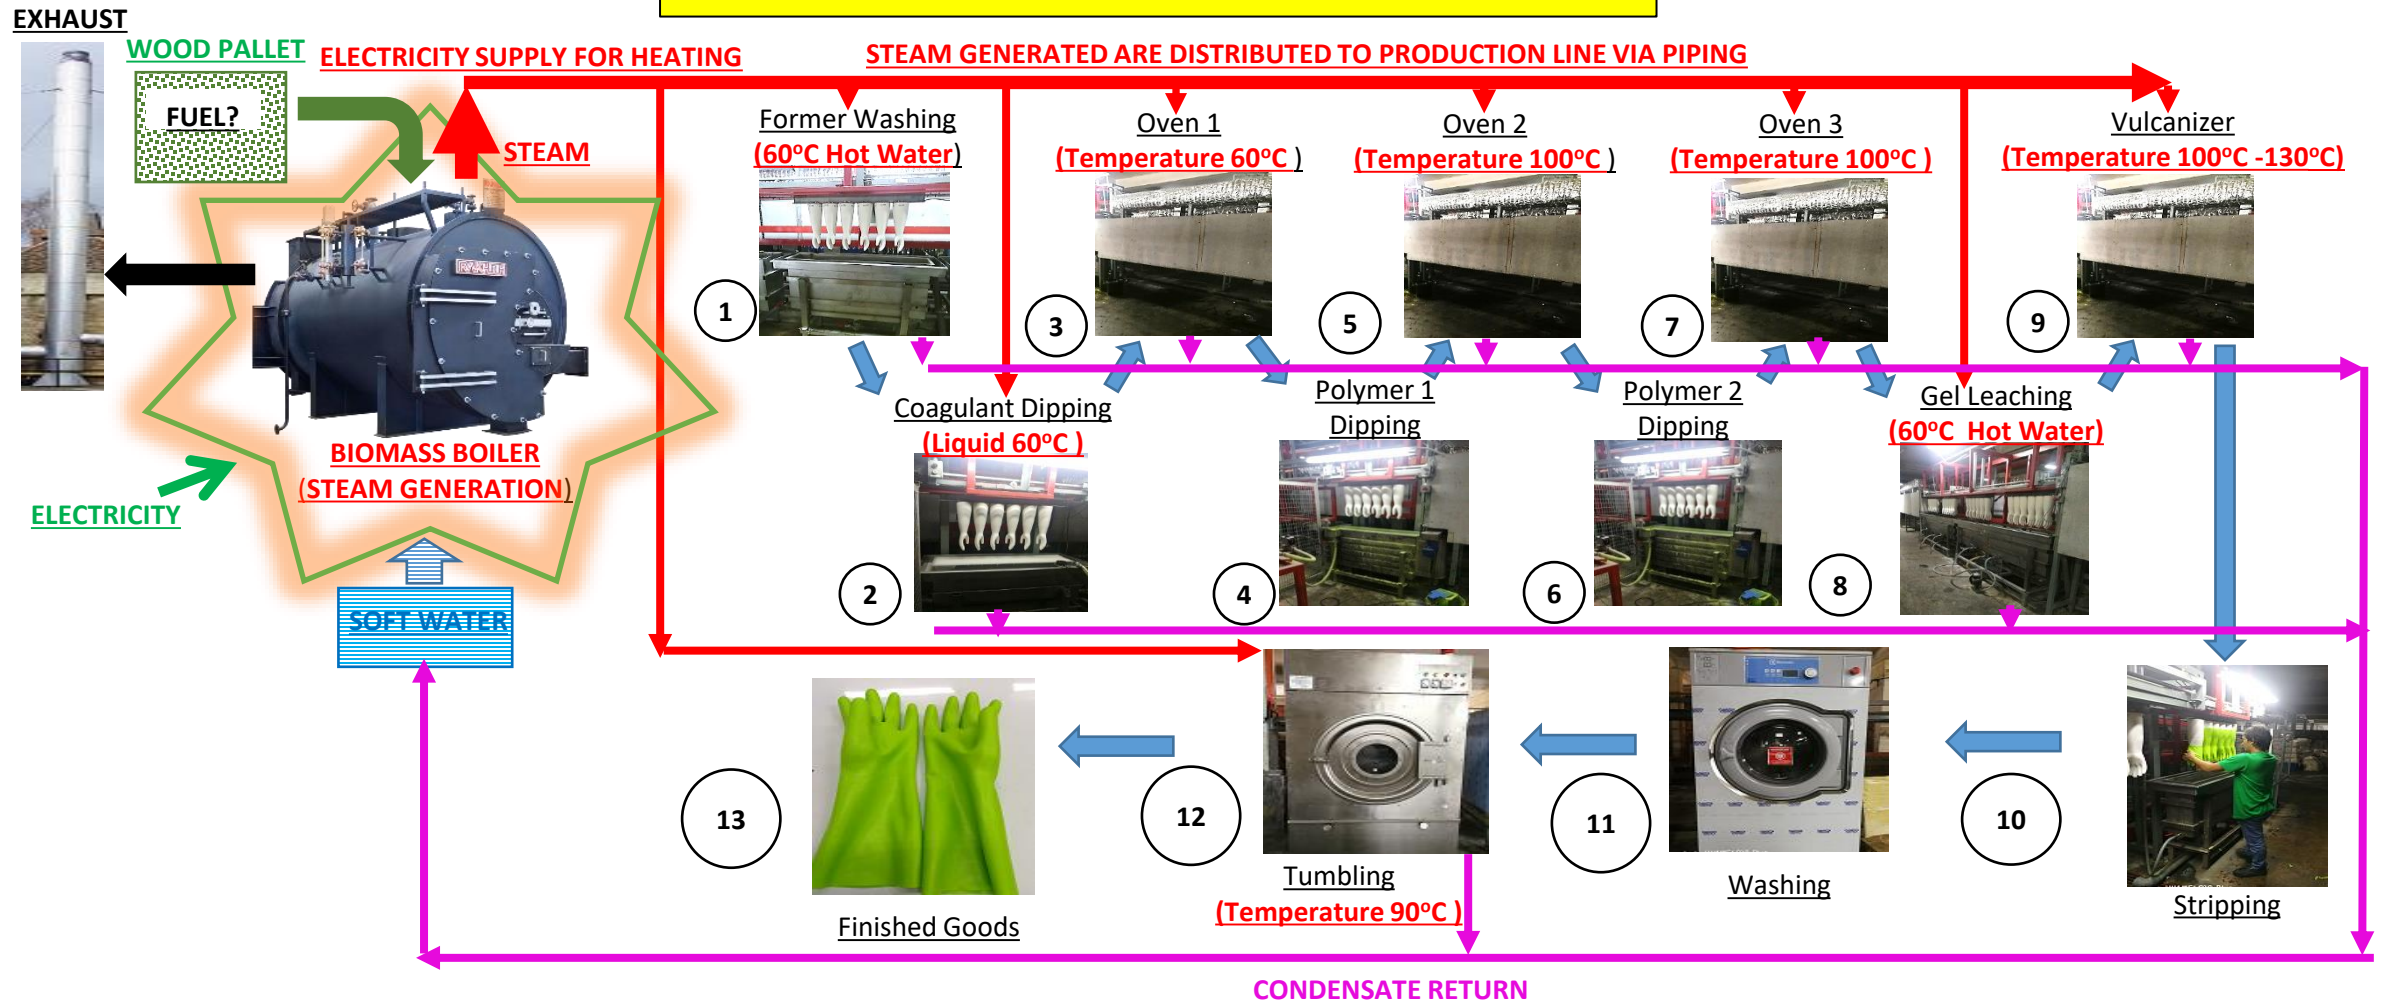 EXHAUST
WOOD PALLET
FUEL?
ELECTRICITY SUPPLY FOR HEATING
STEAM GENERATED ARE DISTRIBUTED TO PRODUCTION LINE VIA PIPING
STEAM
BIOMASS BOILER
(STEAM GENERATION)
ELECTRICITY
SOFT WATER
Former Washing
(60°C Hot Water)
1
Oven 1
(Temperature 60°C )
3
Oven 2
(Temperature 100°C )
5
Oven 3
(Temperature 100°C )
7
Vulcanizer
(Temperature 100°C -130°C)
9
Coagulant Dipping
(Liquid 60°C )
2
Polymer 1
Dipping
4
Polymer 2
Dipping
6
Gel Leaching
(60°C  Hot Water)
8
13
Finished Goods
12
Tumbling
(Temperature 90°C )
11
Washing
10
Stripping
CONDENSATE RETURN